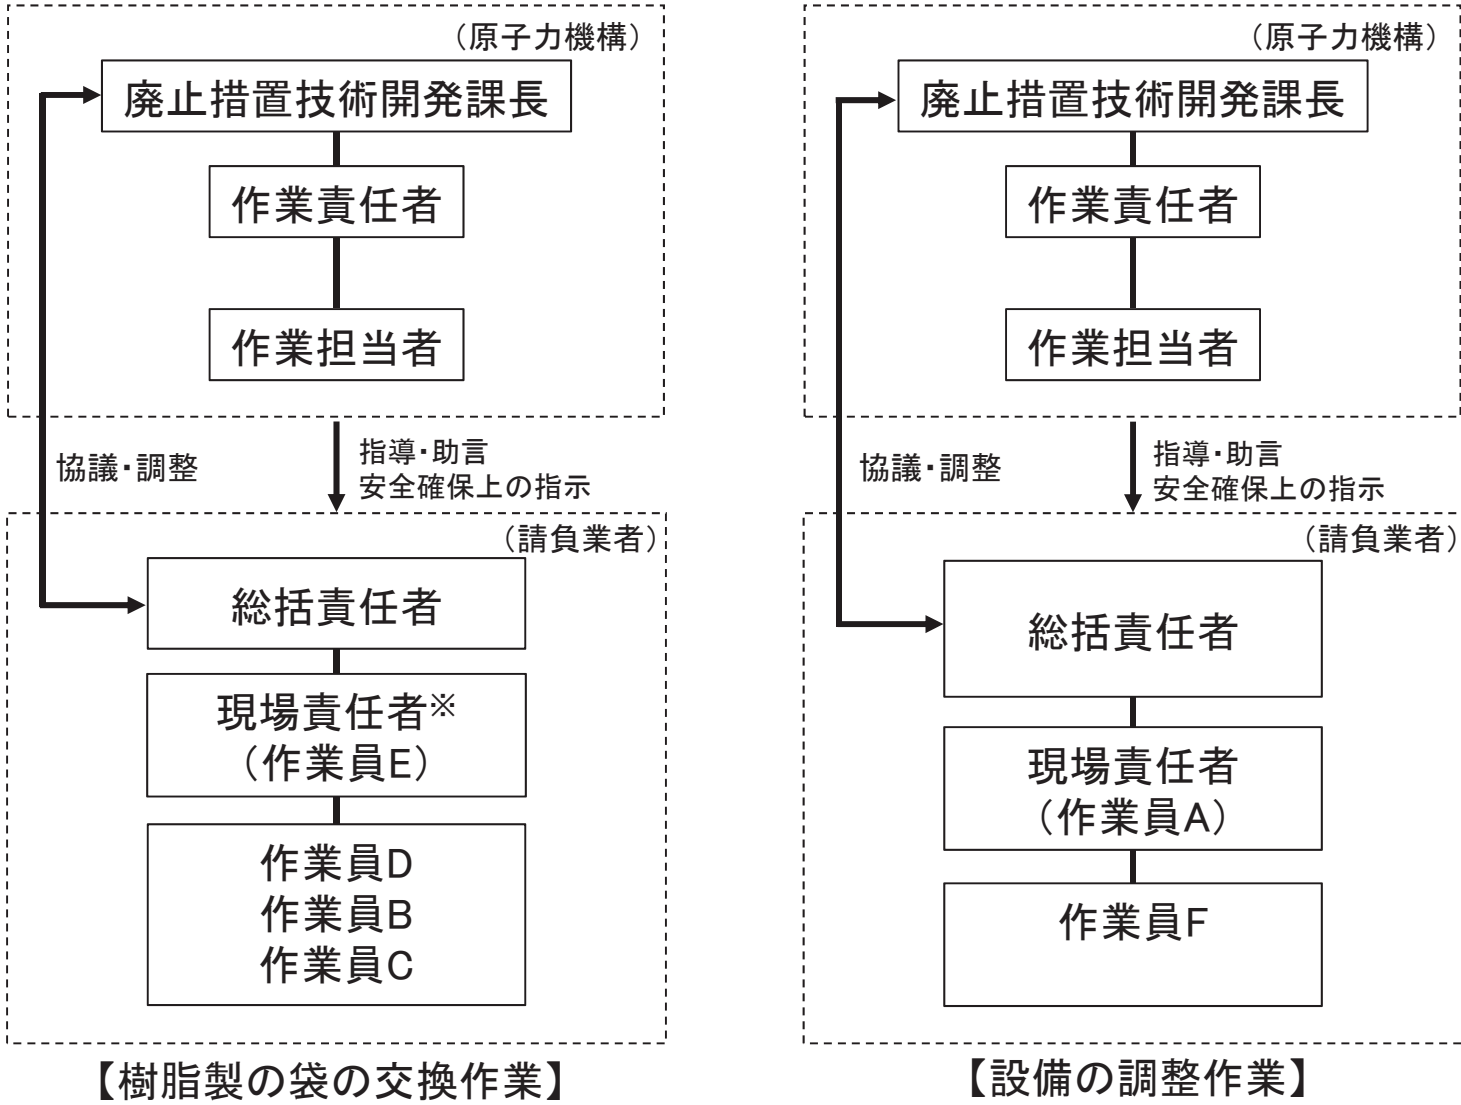 （原子力機構）
廃止措置技術開発課長
作業責任者
作業担当者
協議・調整
指導・助言
安全確保上の指示
（請負業者）
総括責任者
現場責任者※
（作業員E）
作業員D
作業員B
作業員C
【樹脂製の袋の交換作業】
（原子力機構）
廃止措置技術開発課長
作業責任者
作業担当者
協議・調整
指導・助言
安全確保上の指示
（請負業者）
総括責任者
現場責任者
（作業員A）
作業員F
【設備の調整作業】